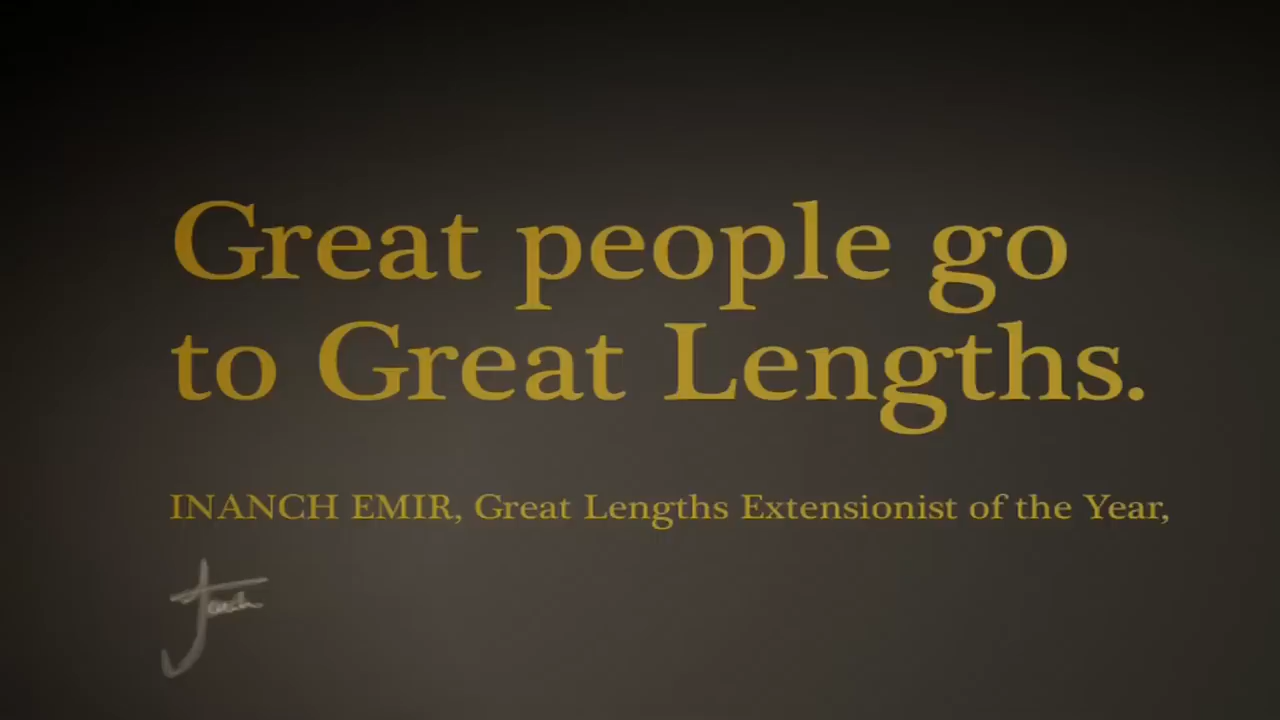 Great people go
to Great Lengths.
INANCH EMIR, Great Lengths Extensionist of the Year,